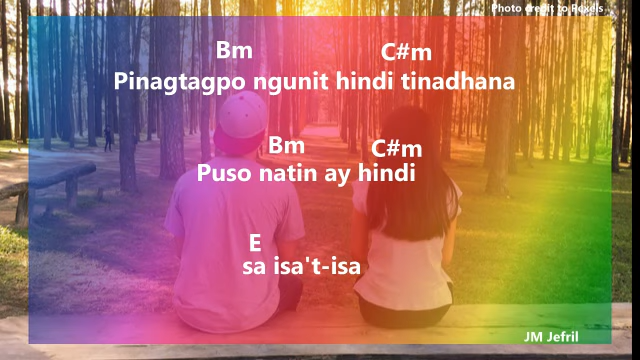 Photo credit to Pexels
Bm C#m
Pinagtagpo ngunit hindi tinadhana
Bm C#m
Puso natin ay hindi
E
sa isa't-isa
JM Jefril